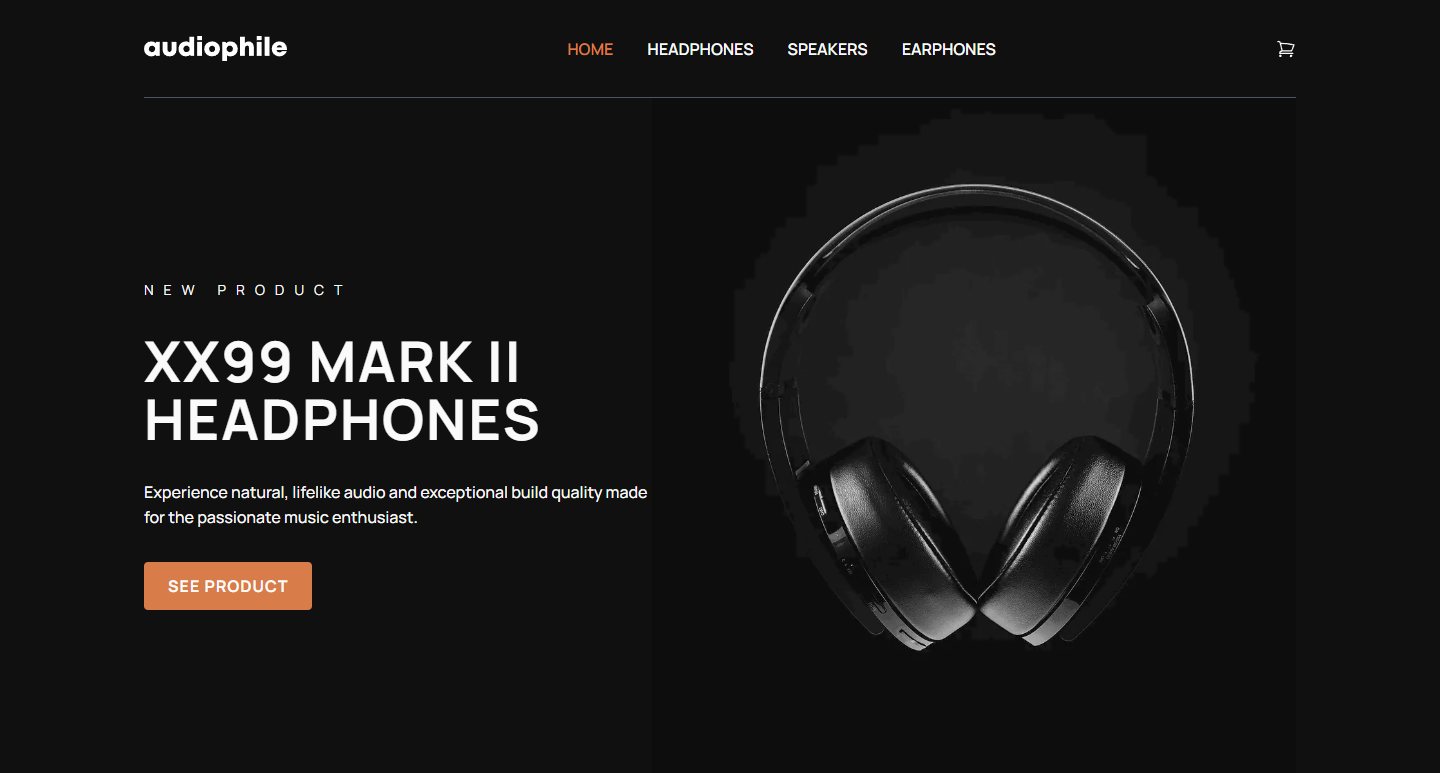 audiophile
HOME HEADPHONES SPEAKERS EARPHONES
NEW PRODUCT
XX99 MARK II
HEADPHONES
Experience natural, lifelike audio and exceptional build quality made
for the passionate music enthusiast.
SEE PRODUCT